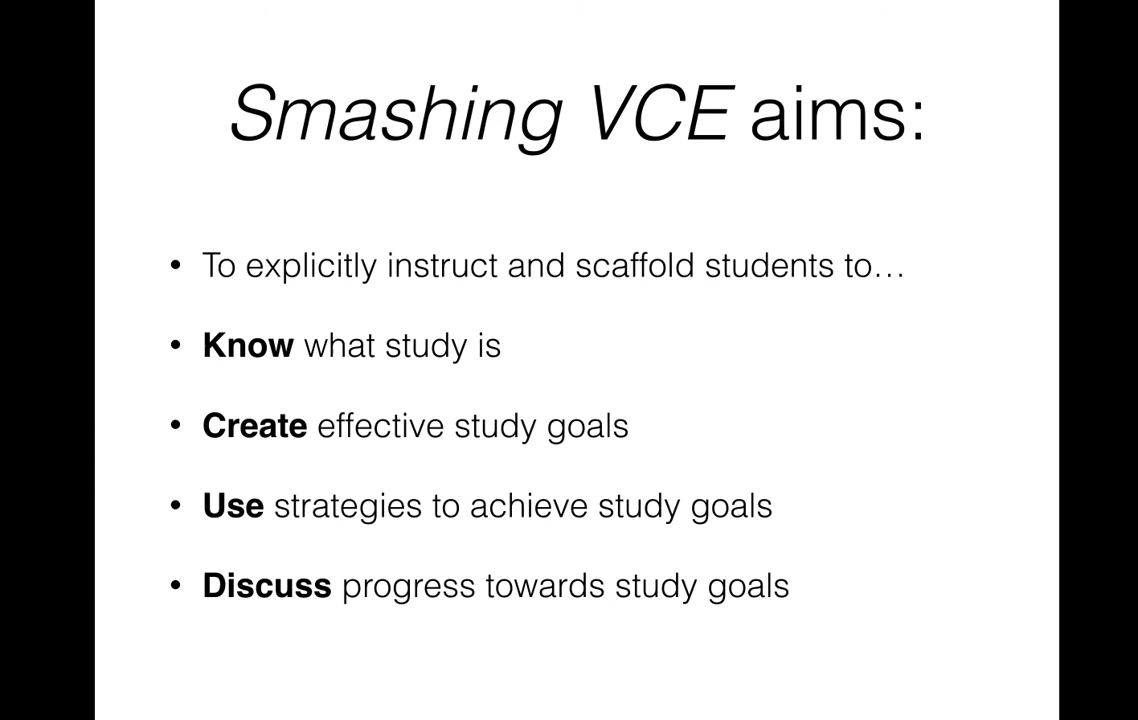 Smashing VCE aims:
• To explicitly instruct and scaffold students to…
• Know what study is
• Create effective study goals
• Use strategies to achieve study goals
• Discuss progress towards study goals